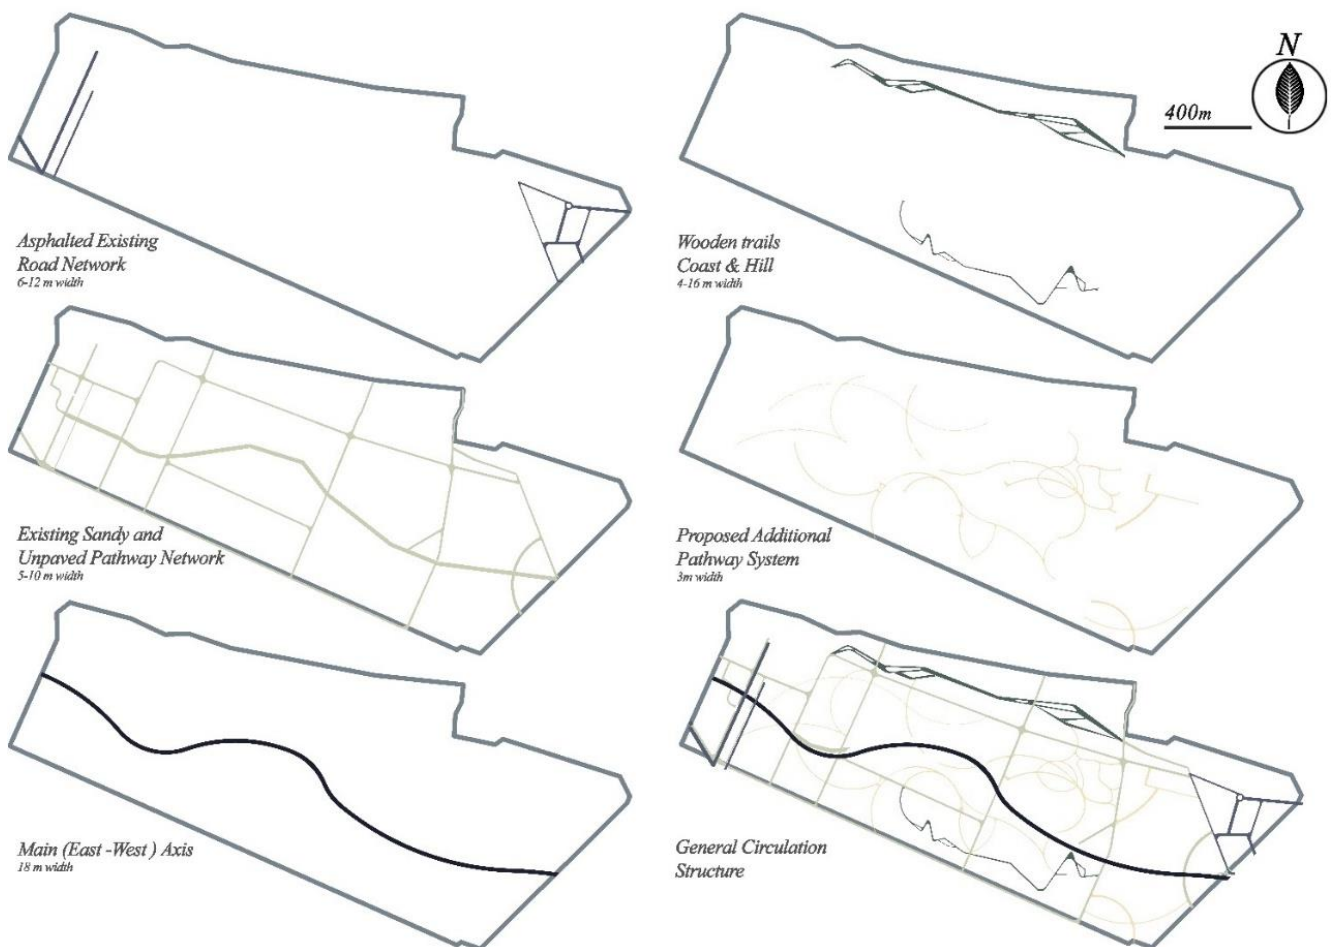 N
400m
Asphalted Existing
Road Network
6-12 m width
Wooden trails
Coast & Hill
4-16 m width
Existing Sandy and
Unpaved Pathway Network
5-10 m width
Proposed Additional
Pathway System
3m width
Main (East -West ) Axis
18 m width
General Circulation
Structure